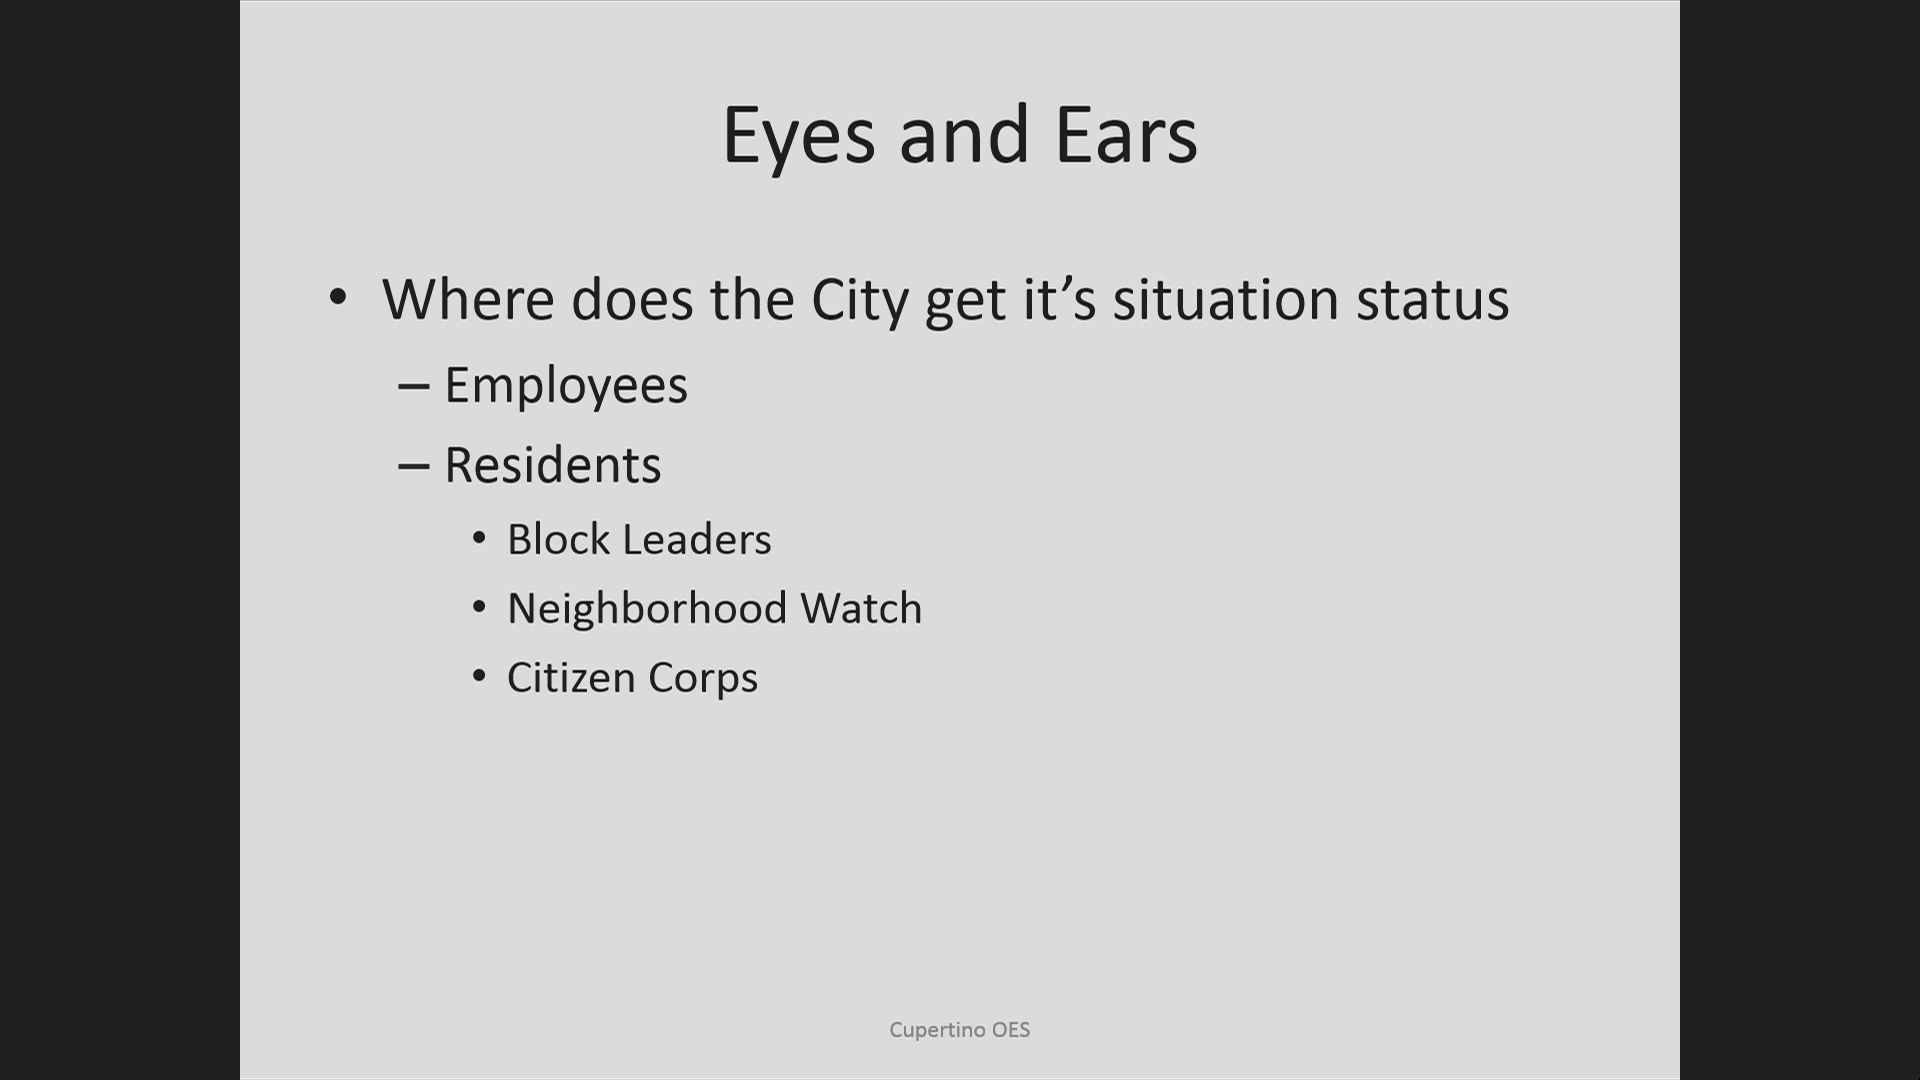 Eyes and Ears
• Where does the City get it’s situation status
– Employees
– Residents
• Block Leaders
• Neighborhood Watch
• Citizen Corps
Cupertino OES